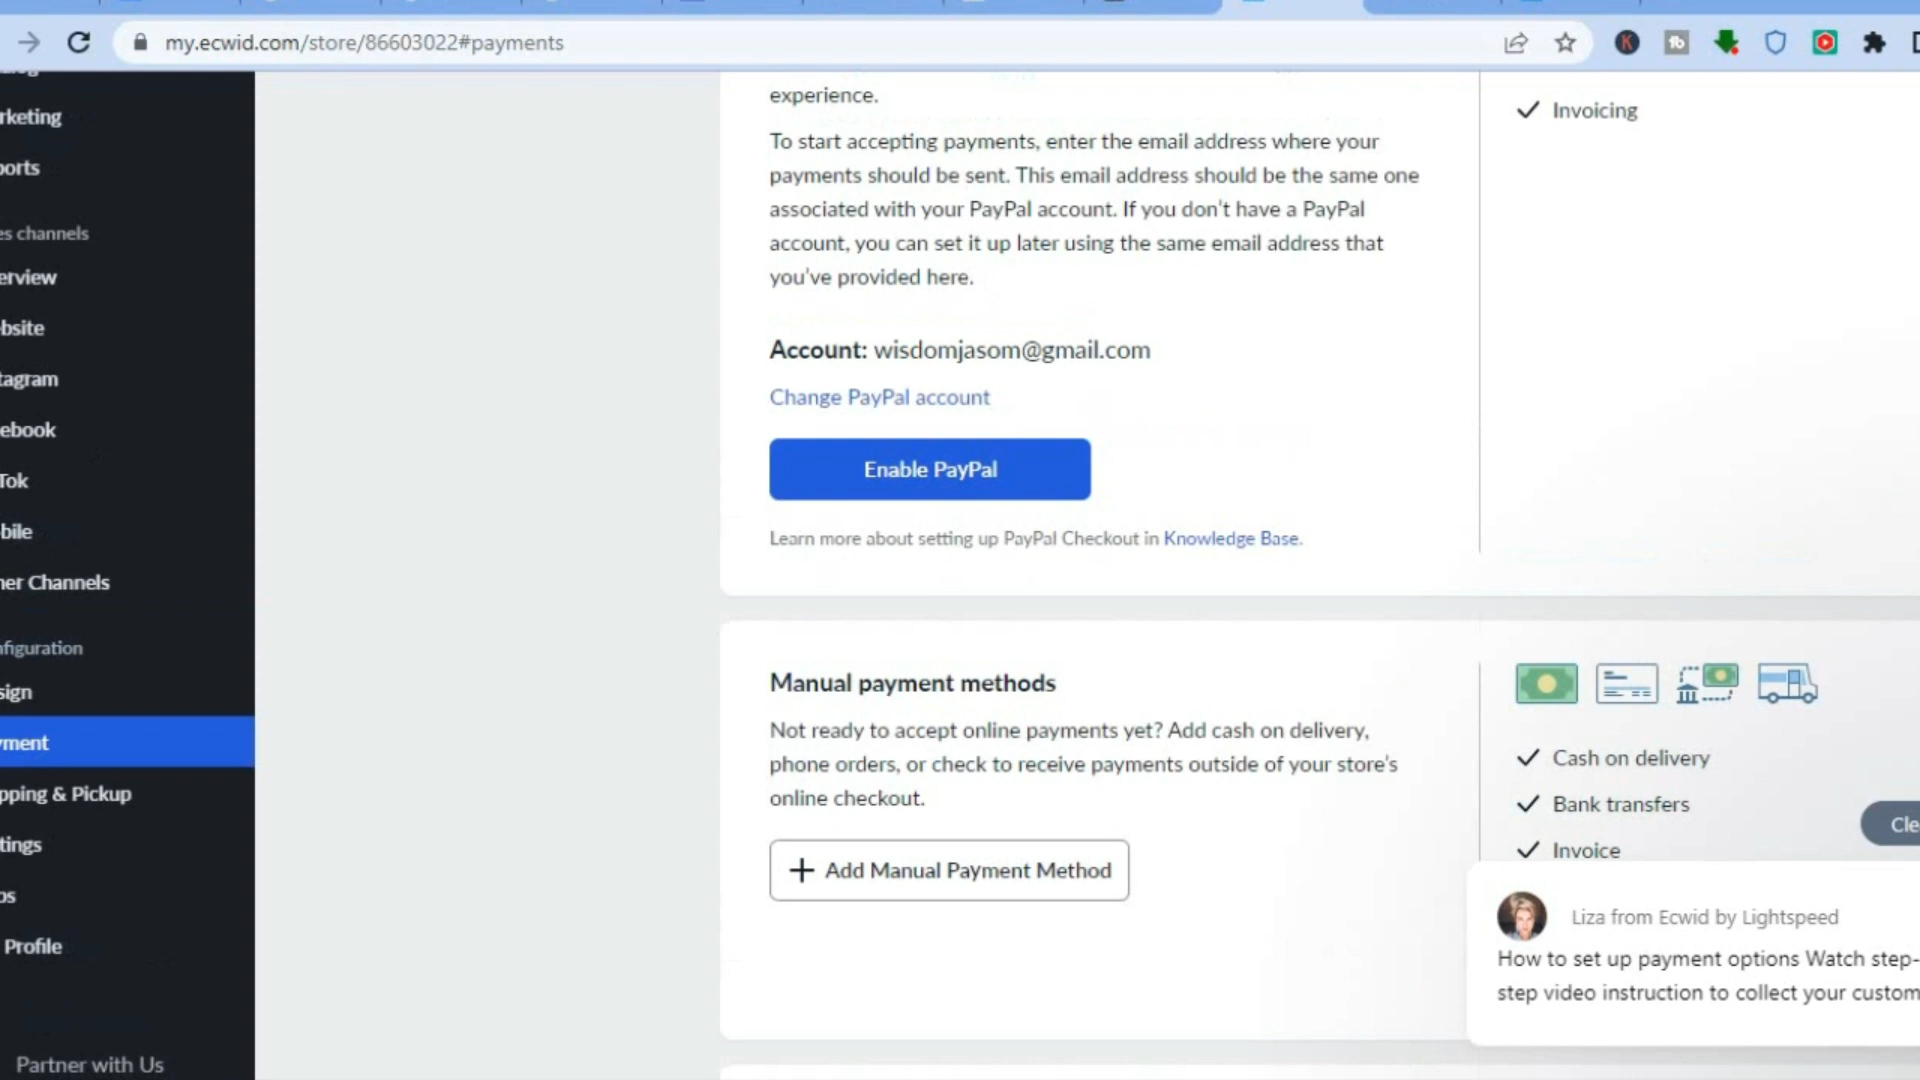 my.ecwid.com/store/86603022#payments
rketing
ports
es channels
erview
bsite
tagram
ebook
Tok
bile
ner Channels
nfiguration
sign
yment
pping & Pickup
tings
ps
Profile
Partner with Us
experience.
To start accepting payments, enter the email address where your
payments should be sent. This email address should be the same one
associated with your PayPal account. If you don't have a PayPal
account, you can set it up later using the same email address that
you've provided here.
Account: wisdomjasom@gmail.com
Change PayPal account
Enable PayPal
Learn more about setting up PayPal Checkout in Knowledge Base.
Invoicing
Manual payment methods
Not ready to accept online payments yet? Add cash on delivery,
phone orders, or check to receive payments outside of your store's
online checkout.
+ Add Manual Payment Method
Cash on delivery
Bank transfers
Invoice
Cle
Liza from Ecwid by Lightspeed
How to set up payment options Watch step-
step video instruction to collect your custom